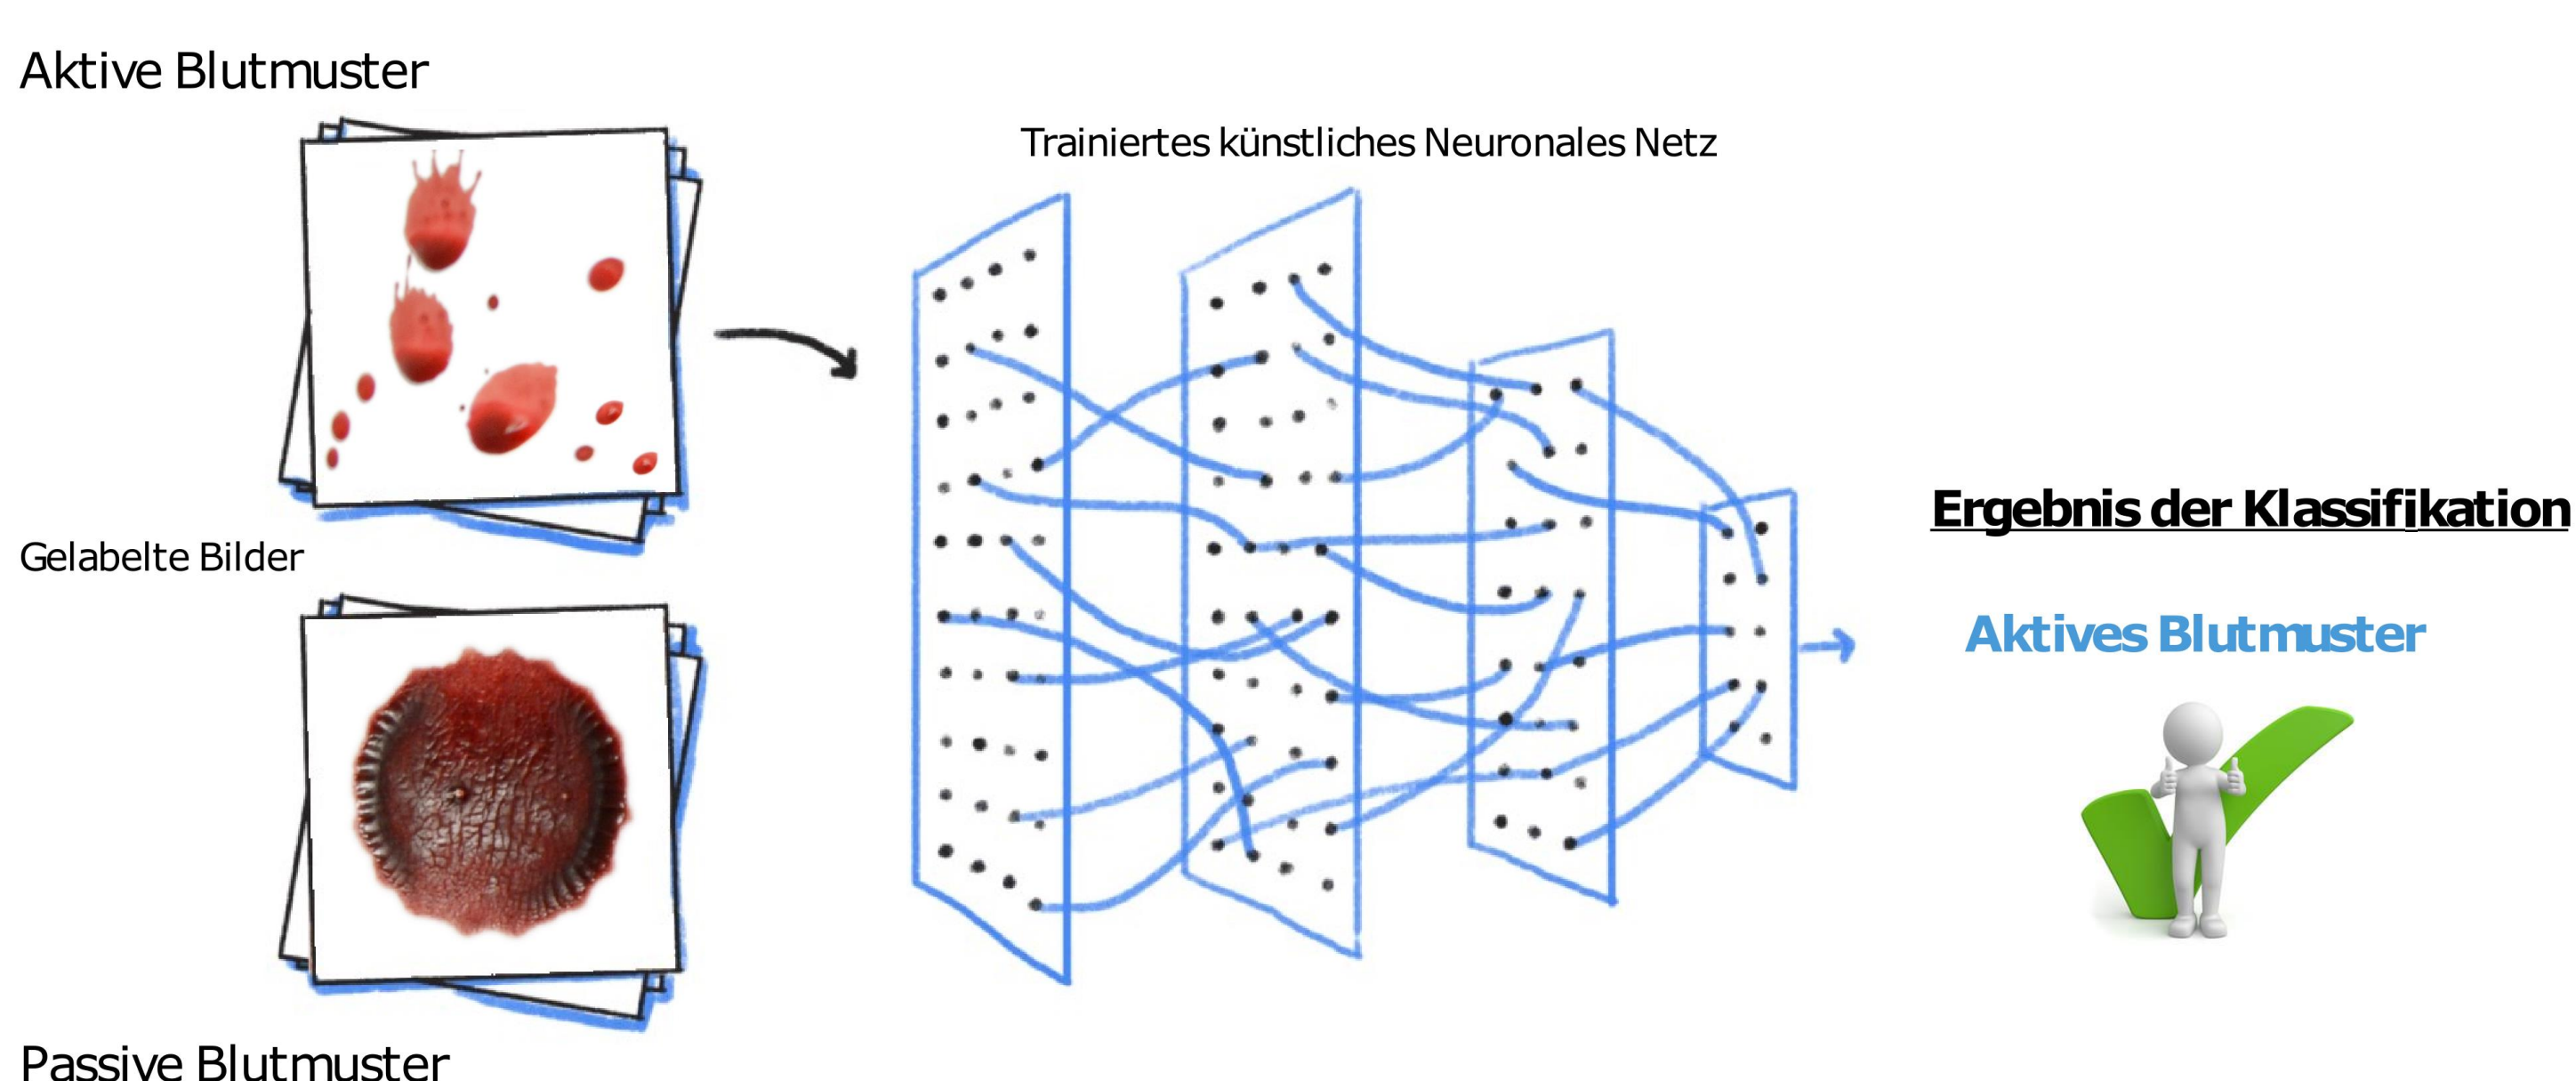 Aktive Blutmuster
Trainiertes künstliches Neuronales Netz
Gelabelte Bilder
Ergebnis der Klassifikation
Aktives Blutmuster
Passive Blutmuster